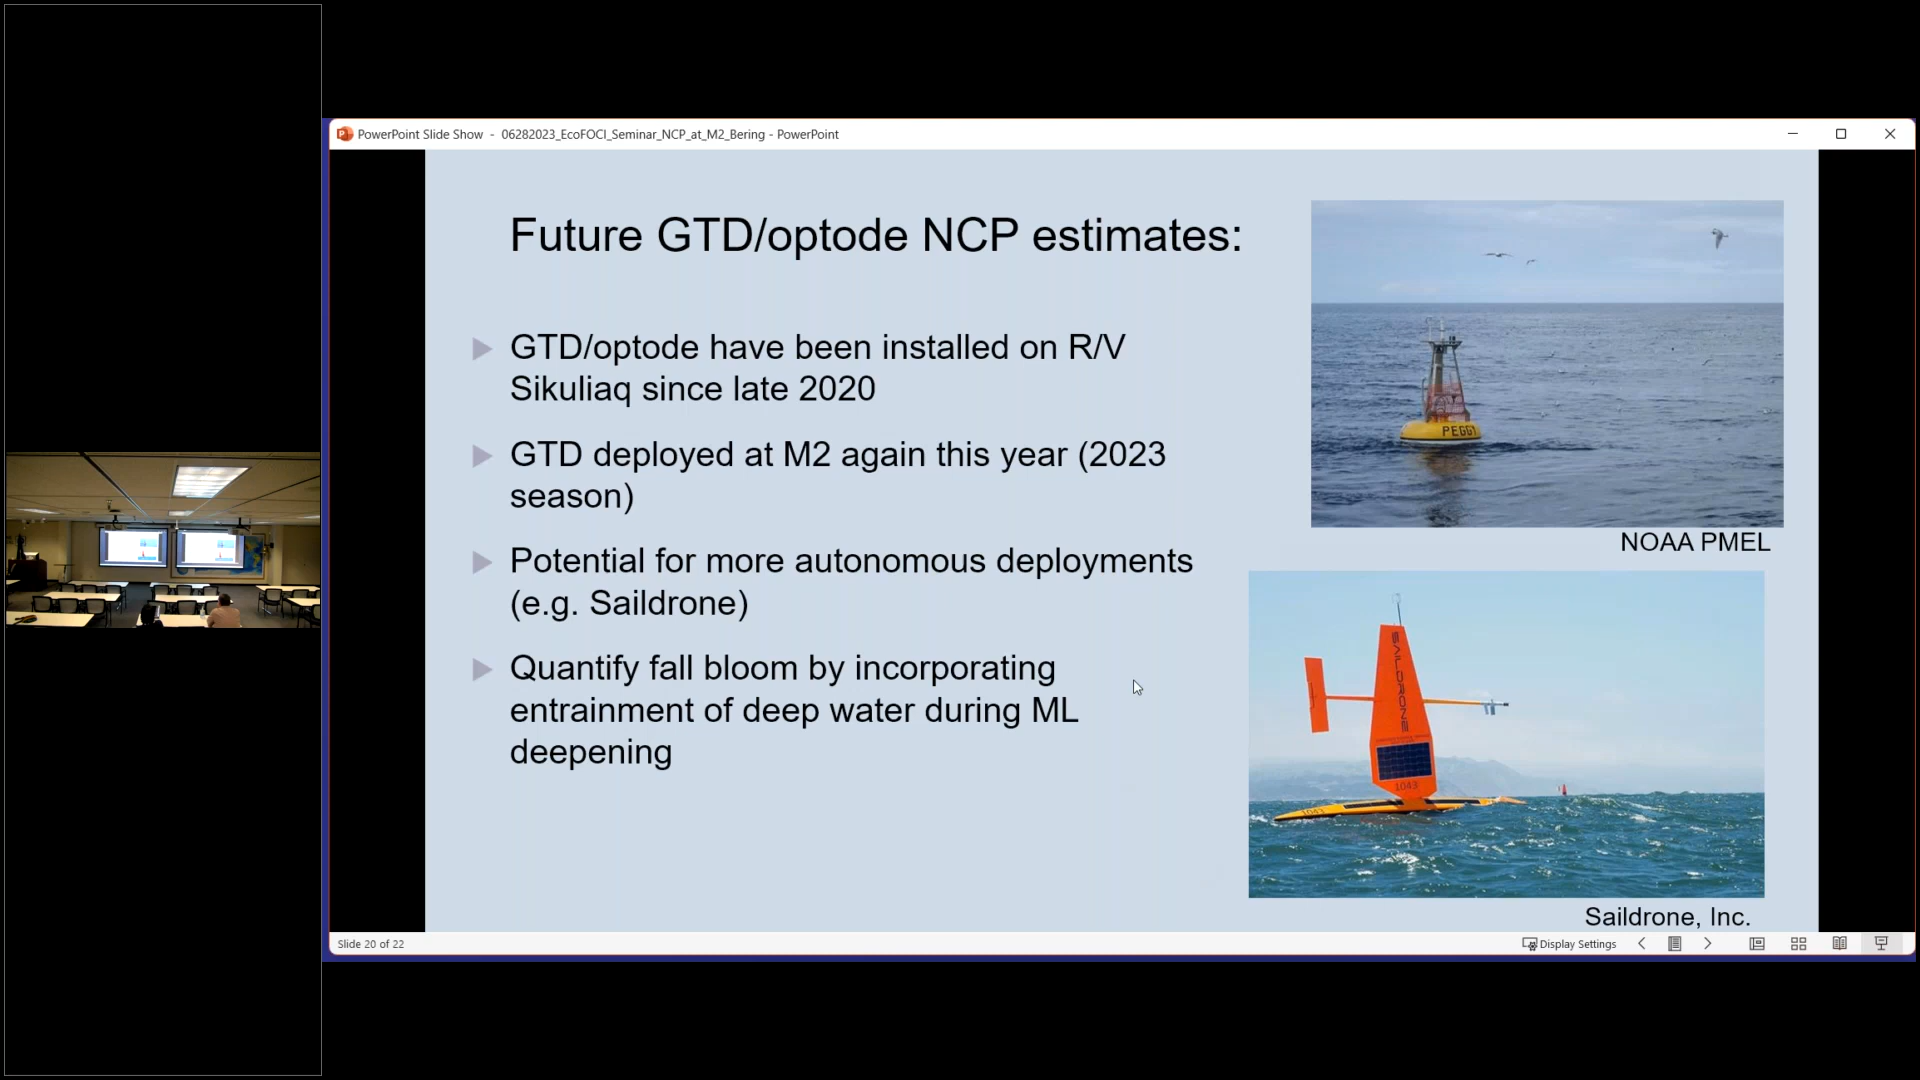 PowerPoint Slide Show - 06282023_EcoFOCI_Seminar_NCP_at_M2_Bering - PowerPoint
Future GTD/optode NCP estimates:
GTD/optode have been installed on R/V
Sikuliaq since late 2020
GTD deployed at M2 again this year (2023
season)
Potential for more autonomous deployments
(e.g. Saildrone)
Quantify fall bloom by incorporating
entrainment of deep water during ML
deepening
PEGGY
NOAA PMEL
SAILDRONE
1043
1043
Saildrone, Inc.
Slide 20 of 22
Display Settings